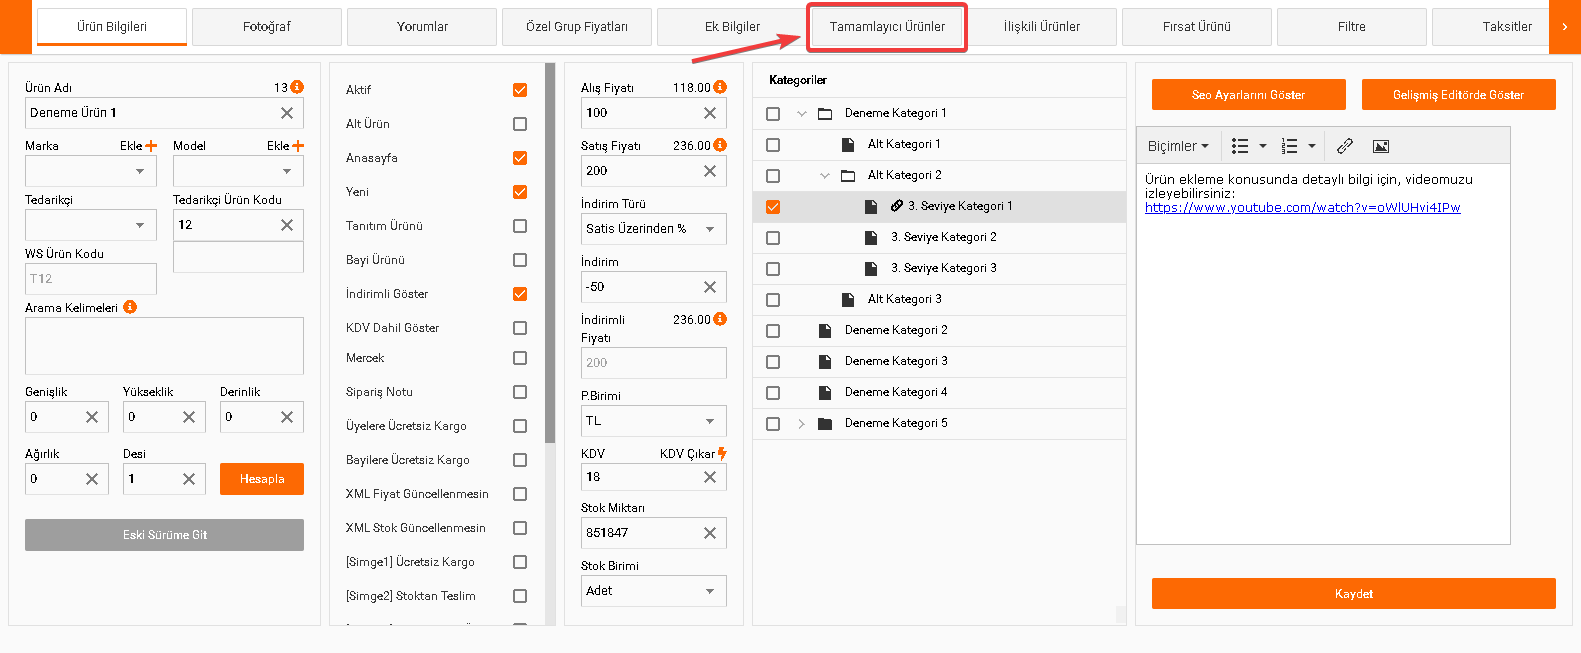 Ürün Bilgileri
Fotoğraf
Yorumlar
Özel Grup Fiyatları
Ek Bilgiler
Tamamlayıcı Ürünler
İlişkili Ürünler
Fırsat Ürünü
Filtre
Taksitler
Ürün Adı 13
Deneme Ürün 1
Marka Ekle
Model Ekle
Tedarikçi
Tedarikçi Ürün Kodu
12
WS Ürün Kodu
T12
Arama Kelimeleri
Genişlik Yükseklik Derinlik
0 0 0
Ağırlık Desi
0 1 Hesapla
Eski Sürüme Git
Aktif
Alt Ürün
Anasayfa
Yeni
Tanıtım Ürünü
Bayi Ürünü
İndirimli Göster
KDV Dahil Göster
Mercek
Sipariş Notu
Üyelere Ücretsiz Kargo
Bayilere Ücretsiz Kargo
XML Fiyat Güncellenmesin
XML Stok Güncellenmesin
[Simge1] Ücretsiz Kargo
[Simge2] Stoktan Teslim
Alış Fiyatı 118.00
100
Satış Fiyatı 236.00
200
İndirim Türü
Satis Üzerinden %
İndirim
-50
İndirimli Fiyatı 236.00
200
P.Birimi
TL
KDV KDV Çıkar
18
Stok Miktarı
851847
Stok Birimi
Adet
Kategoriler
Deneme Kategori 1
Alt Kategori 1
Alt Kategori 2
3. Seviye Kategori 1
3. Seviye Kategori 2
3. Seviye Kategori 3
Alt Kategori 3
Deneme Kategori 2
Deneme Kategori 3
Deneme Kategori 4
Deneme Kategori 5
Seo Ayarlarını Göster
Gelişmiş Editörde Göster
Biçimler
Ürün ekleme konusunda detaylı bilgi için, videomuzu
izleyebilirsiniz:
https://www.youtube.com/watch?v=oWlUHvi4IPw
Kaydet